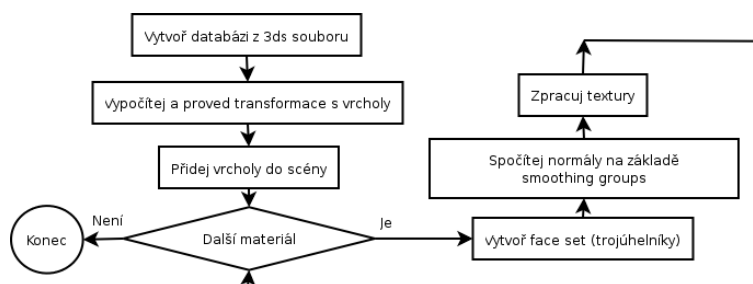 Vytvoř databázi z 3ds souboru
Vypočítej a proved transformace s vrcholy
Přidej vrcholy do scény
Další materiál
Není
Konec
Je
Vytvoř face set (trojúhelníky)
Spočítej normály na základě
smoothing groups
Zpracuj textury